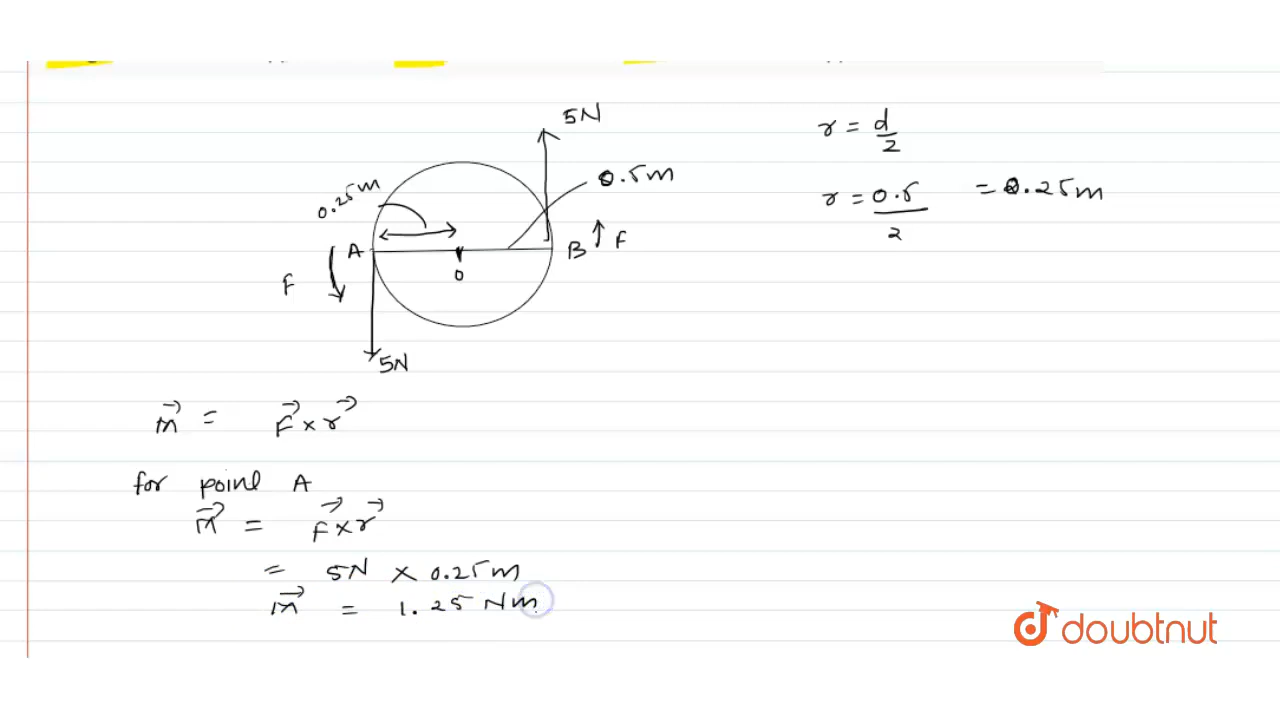 5N
r = d/2
0.5m
0.25m
r = 0.5/2 = 0.25m
A
B
F
F
O
5N
m⃗ = F⃗ × r⃗
for point A
m⃗ = F⃗ × r⃗
= 5N × 0.25m
m⃗ = 1.25 Nm
doubtnut